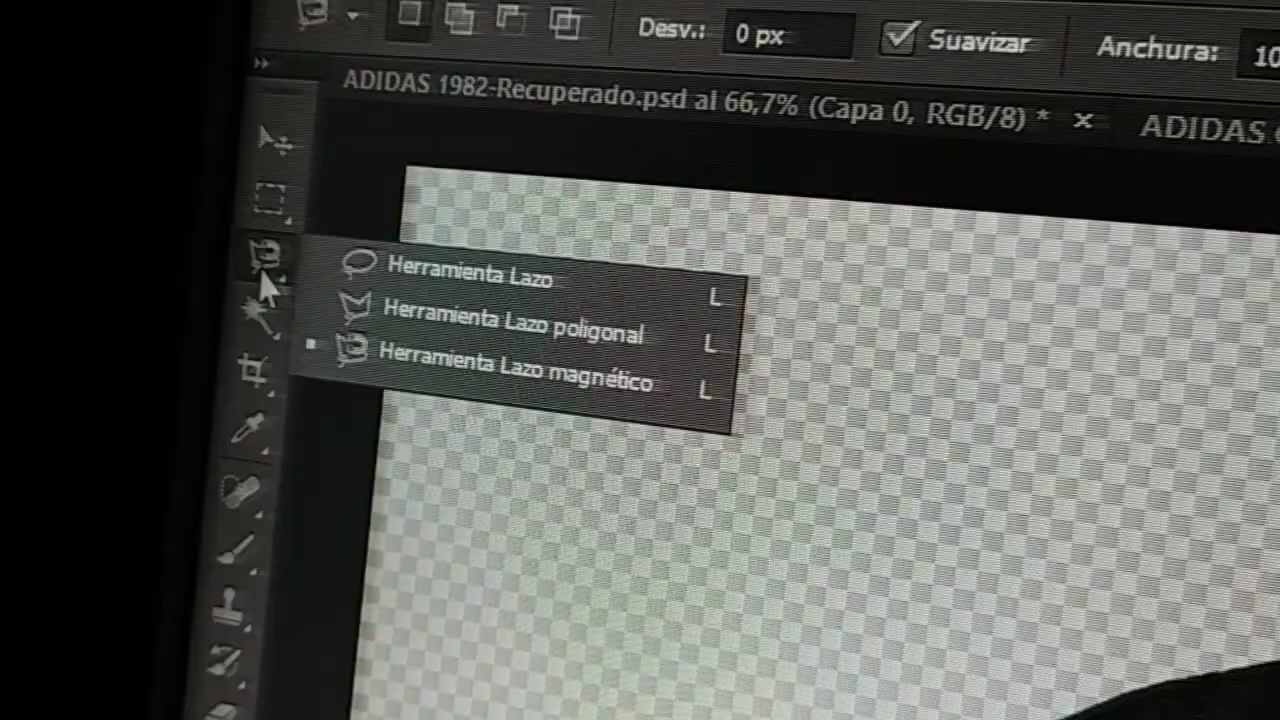 Desv.: 0 px Suavizar Anchura: 10
ADIDAS 1982-Recuperado.psd al 66,7% (Capa 0, RGB/8) * × ADIDAS
Herramienta Lazo L
Herramienta Lazo poligonal L
Herramienta Lazo magnético L